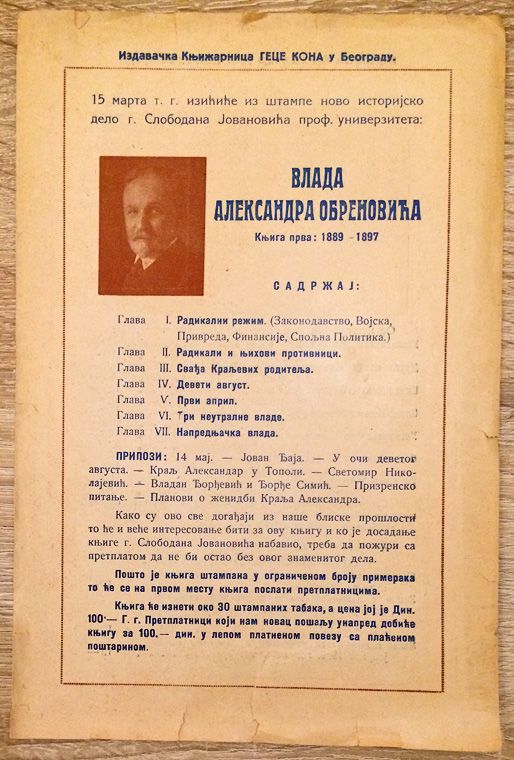 Издавачка Књижарница ГЕЦЕ КОНА у Београду.
15 марта т. г. изићиће из штампе ново историјско
дело г. Слободана Јовановића проф. универзитета:
ВЛАДА
АЛЕКСАНДРА ОБРЕНОВИЋА
Књига прва: 1889 - 1897
САДРЖАЈ:
Глава I. Радикални режим. (Законодавство, Војска,
Привреда, Финансије, Спољна Политика.)
Глава II. Радикали и њихови противници.
Глава III. Свађа Краљевих родитеља.
Глава IV. Девети август.
Глава V. Први април.
Глава VI. Три неутралне владе.
Глава VII. Напредњачка влада.
ПРИПОЗИ: 14 мај. — Јован Ђаја. — У очи деветог
августа. — Краљ Александар у Тополи. — Светомир Нико-
лајевић. — Владан Ђорђевић и Ђорђе Симић. — Призренско
питање. — Планови о женидби Краља Александра.
Како су ово све догађаји из наше блиске прошлости
то ће и веће интересовање бити за ову књигу и ко је досадање
књиге г. Слободана Јовановића набавио, треба да пожури са
претплатом да не би остао без овог знаменитог дела.
Пошто је књига штампана у ограниченом броју примерака
то ће се на првом месту књига послати претплатницима.
Књига ће изнети око 30 штампаних табака, а цена јој је Дин.
100·— Г. г. Претплатници који нам новац пошаљу унапред добиће
књигу за 100.— дин. у лепом платненом повезу са плаћеном
поштарином.